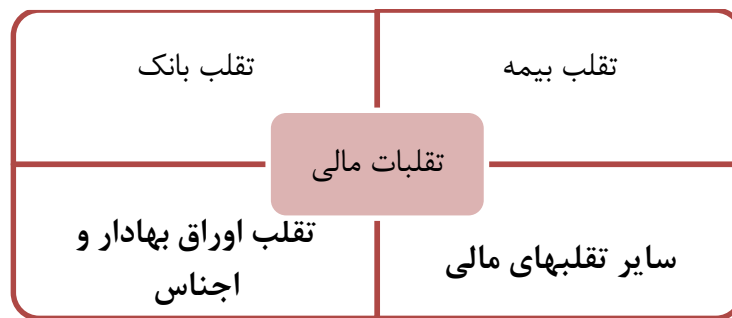 تقلب بیمه
تقلب بانک
تقلبات مالی
سایر تقلبهای مالی
تقلب اوراق بهادار و
اجناس